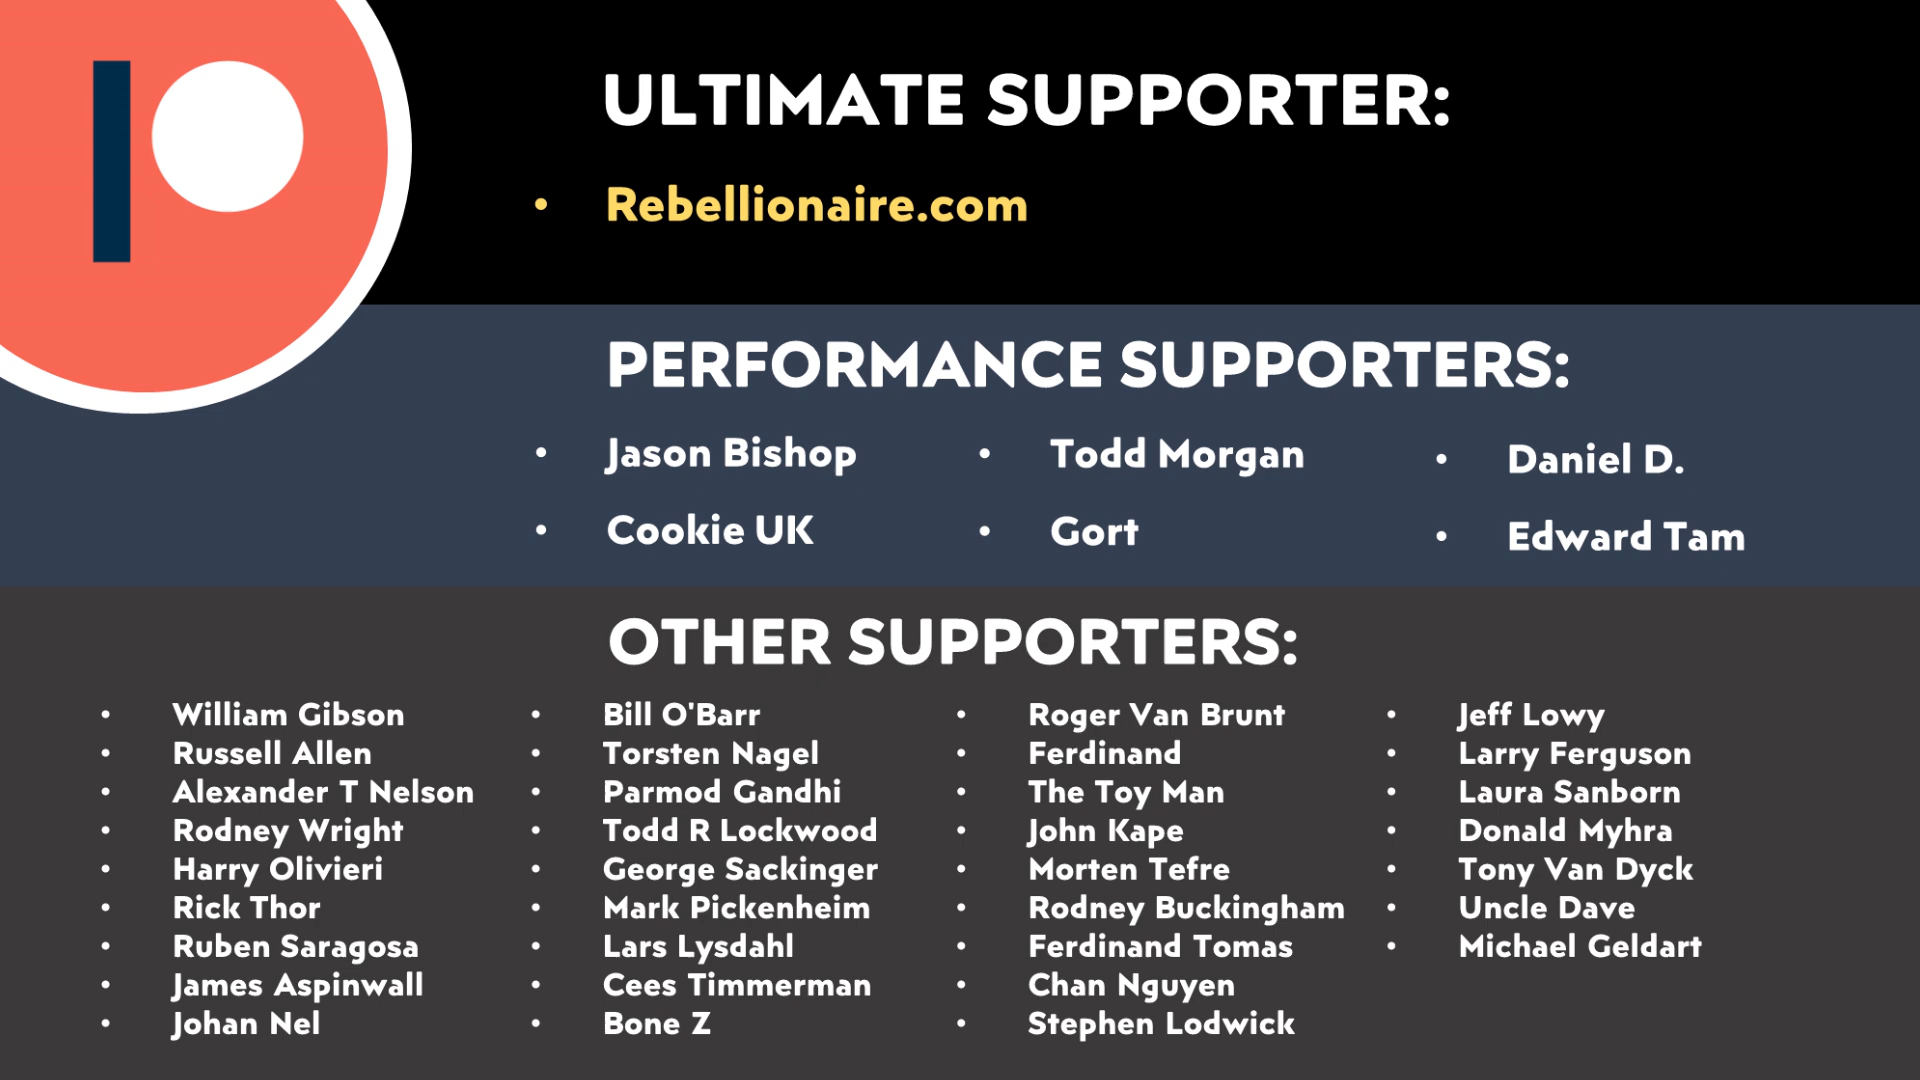 ULTIMATE SUPPORTER:
• Rebellionaire.com
PERFORMANCE SUPPORTERS:
• Jason Bishop
• Cookie UK
• Todd Morgan
• Gort
• Daniel D.
• Edward Tam
OTHER SUPPORTERS:
• William Gibson
• Russell Allen
• Alexander T Nelson
• Rodney Wright
• Harry Olivieri
• Rick Thor
• Ruben Saragosa
• James Aspinwall
• Johan Nel
• Bill O'Barr
• Torsten Nagel
• Parmod Gandhi
• Todd R Lockwood
• George Sackinger
• Mark Pickenheim
• Lars Lysdahl
• Cees Timmerman
• Bone Z
• Roger Van Brunt
• Ferdinand
• The Toy Man
• John Kape
• Morten Tefre
• Rodney Buckingham
• Ferdinand Tomas
• Chan Nguyen
• Stephen Lodwick
• Jeff Lowy
• Larry Ferguson
• Laura Sanborn
• Donald Myhra
• Tony Van Dyck
• Uncle Dave
• Michael Geldart